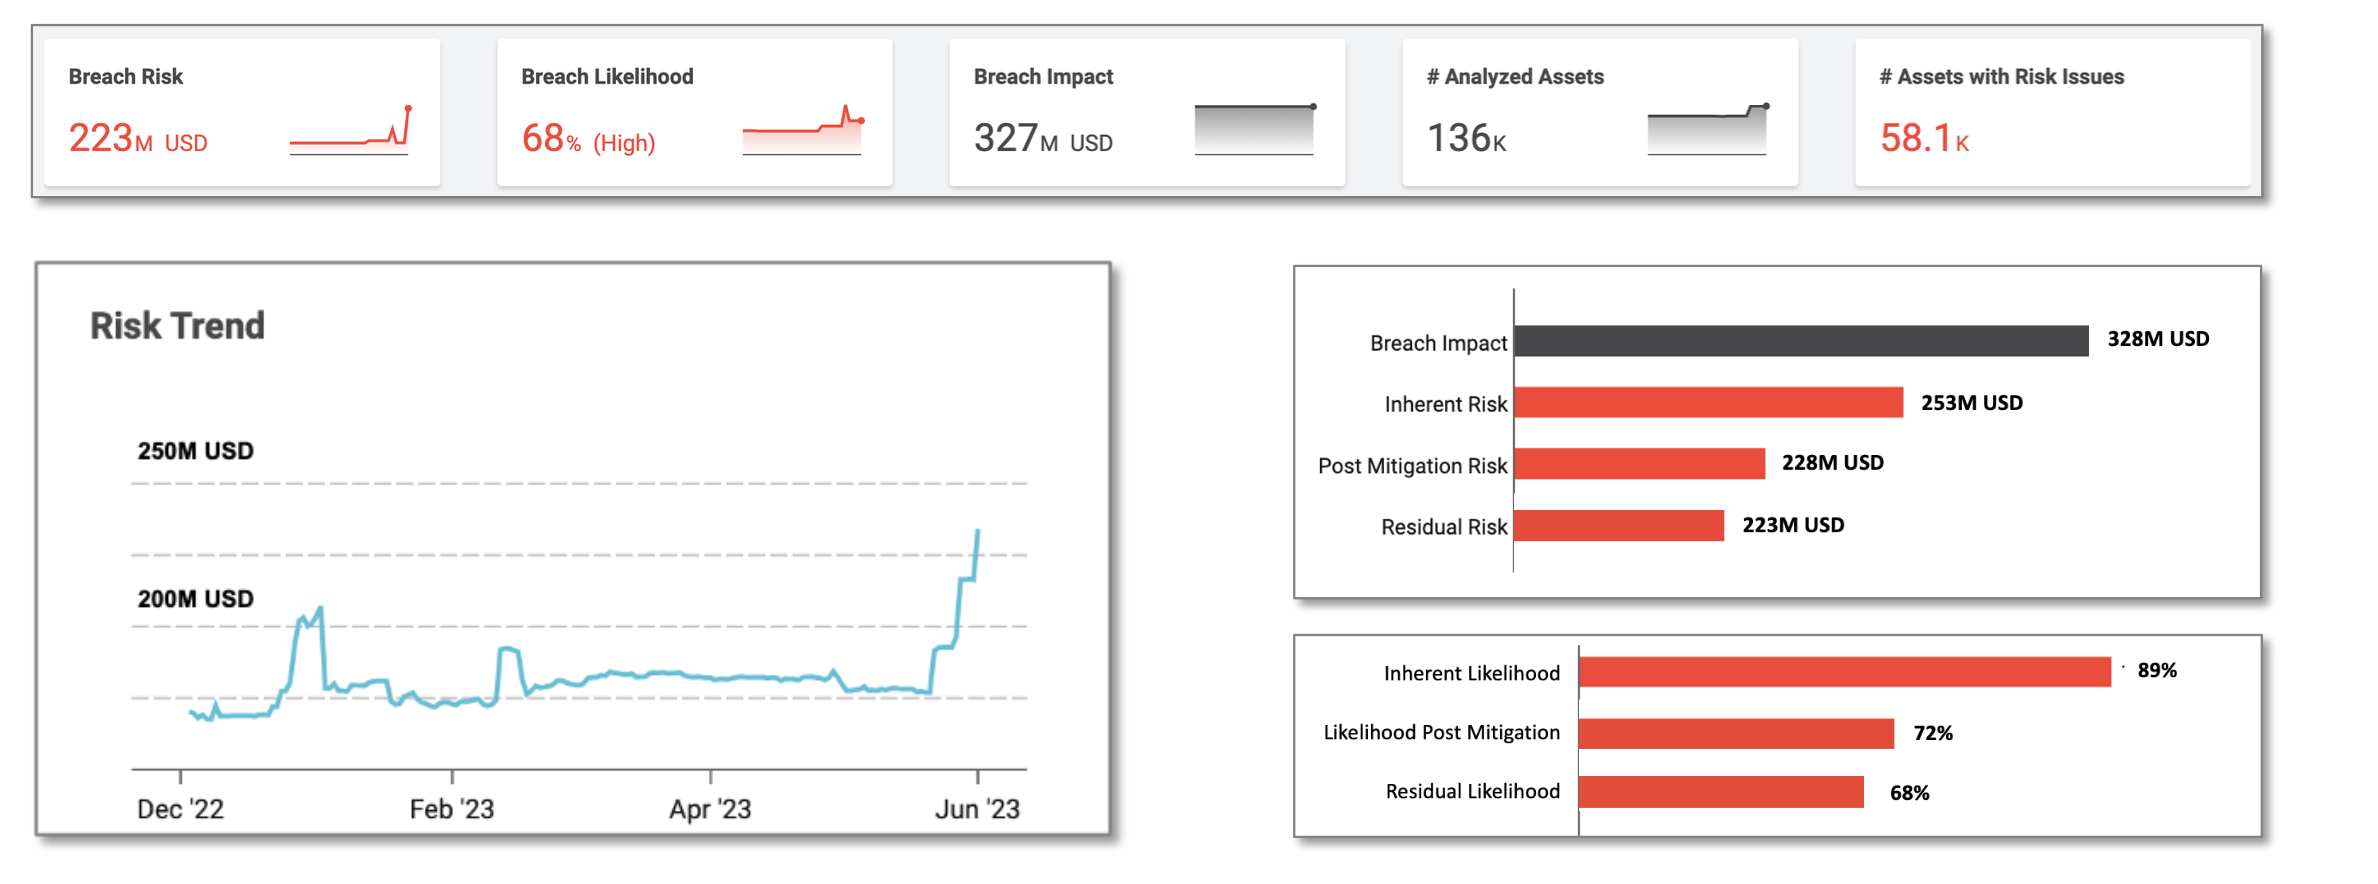 Breach Risk
223M USD
Breach Likelihood
68% (High)
Breach Impact
327M USD
# Analyzed Assets
136K
# Assets with Risk Issues
58.1K
Risk Trend
250M USD
200M USD
Dec '22
Feb '23
Apr '23
Jun '23
Breach Impact 328M USD
Inherent Risk 253M USD
Post Mitigation Risk 228M USD
Residual Risk 223M USD
Inherent Likelihood 89%
Likelihood Post Mitigation 72%
Residual Likelihood 68%